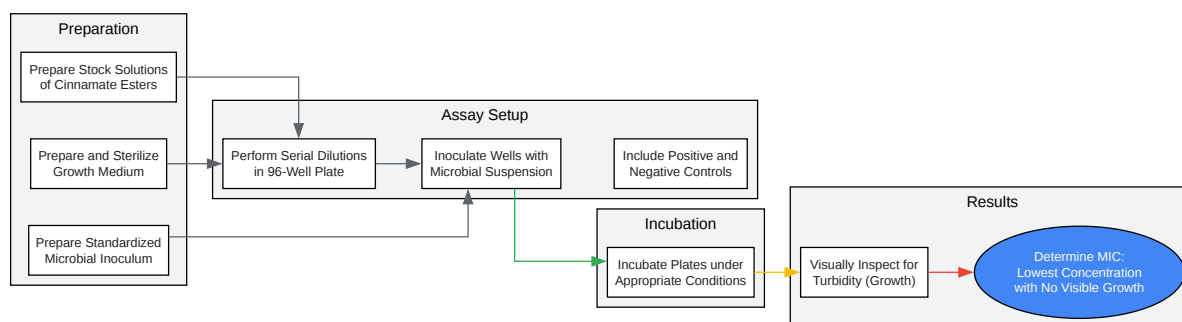 Preparation
Prepare Stock Solutions
of Cinnamate Esters
Prepare and Sterilize
Growth Medium
Prepare Standardized
Microbial Inoculum
Assay Setup
Perform Serial Dilutions
in 96-Well Plate
Inoculate Wells with
Microbial Suspension
Include Positive and
Negative Controls
Incubation
Incubate Plates under
Appropriate Conditions
Results
Visually Inspect for
Turbidity (Growth)
Determine MIC:
Lowest Concentration
with No Visible Growth